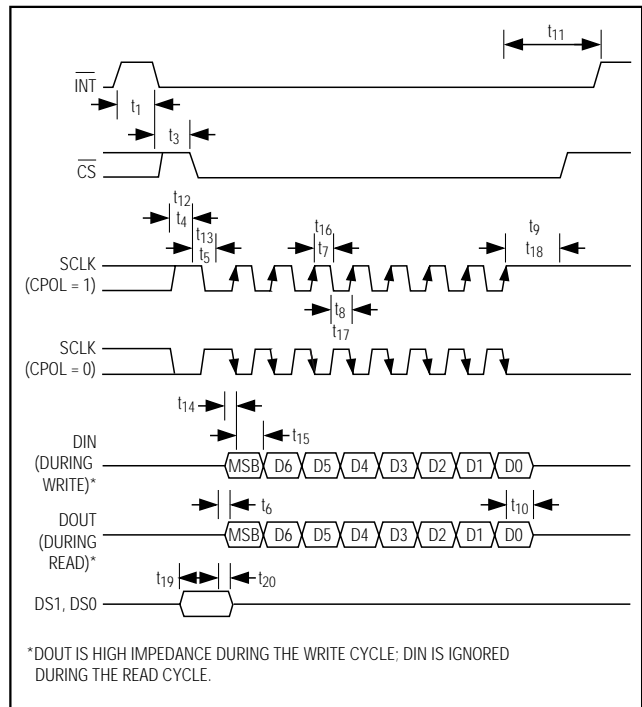 t11
INT
t1
t3
CS
t12
t4
t13
t5
t16
t7
t9
t18
SCLK
(CPOL = 1)
t8
t17
SCLK
(CPOL = 0)
t14
t15
DIN
(DURING
WRITE)*
MSB D6 D5 D4 D3 D2 D1 D0
t6
t10
DOUT
(DURING
READ)*
MSB D6 D5 D4 D3 D2 D1 D0
t19
t20
DS1, DS0
*DOUT IS HIGH IMPEDANCE DURING THE WRITE CYCLE; DIN IS IGNORED
DURING THE READ CYCLE.